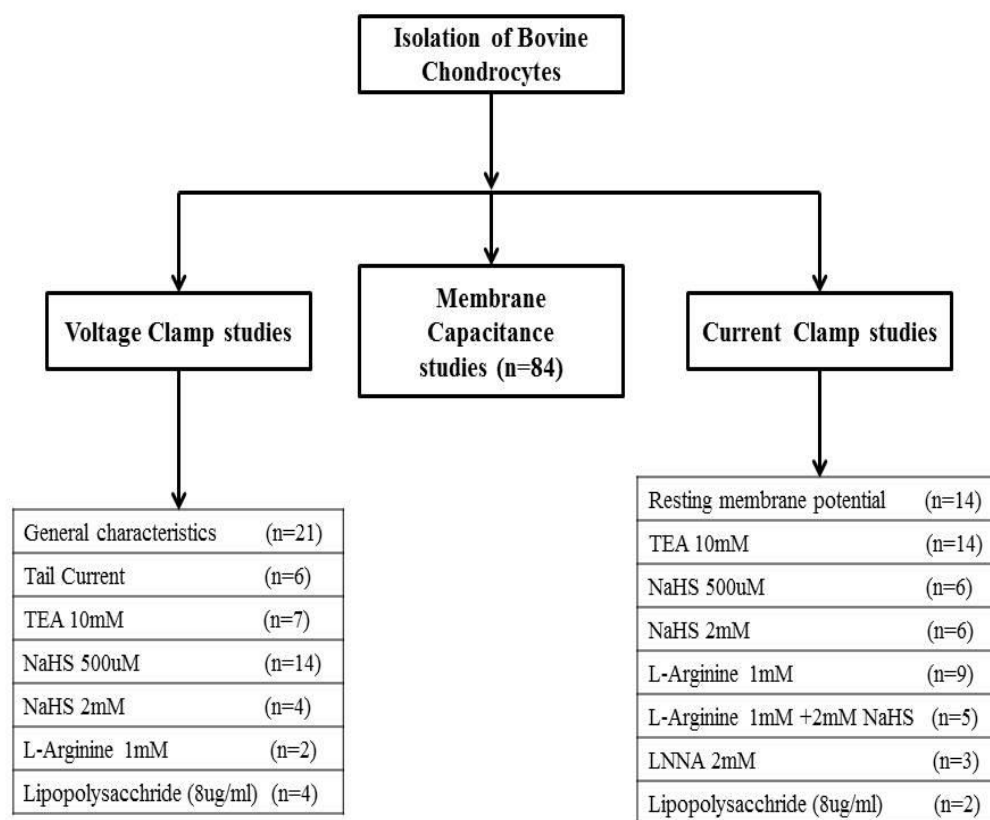 Isolation of Bovine
Chondrocytes
Voltage Clamp studies
Membrane
Capacitance
studies (n=84)
Current Clamp studies
General characteristics (n=21)
Tail Current (n=6)
TEA 10mM (n=7)
NaHS 500uM (n=14)
NaHS 2mM (n=4)
L-Arginine 1mM (n=2)
Lipopolysacchride (8ug/ml) (n=4)
Resting membrane potential (n=14)
TEA 10mM (n=14)
NaHS 500uM (n=6)
NaHS 2mM (n=6)
L-Arginine 1mM (n=9)
L-Arginine 1mM +2mM NaHS (n=5)
LNNA 2mM (n=3)
Lipopolysacchride (8ug/ml) (n=2)